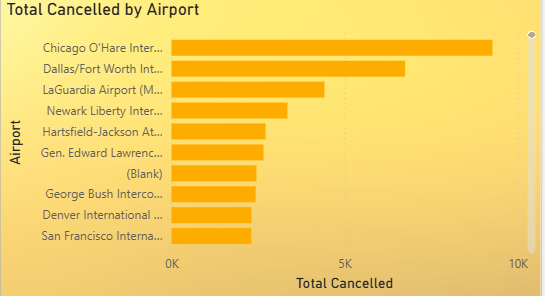 Total Cancelled by Airport
Airport
Chicago O'Hare Inter...
Dallas/Fort Worth Int...
LaGuardia Airport (M...
Newark Liberty Inter...
Hartsfield-Jackson At...
Gen. Edward Lawrenc...
(Blank)
George Bush Interco...
Denver International ...
San Francisco Interna...
0K 5K 10K
Total Cancelled